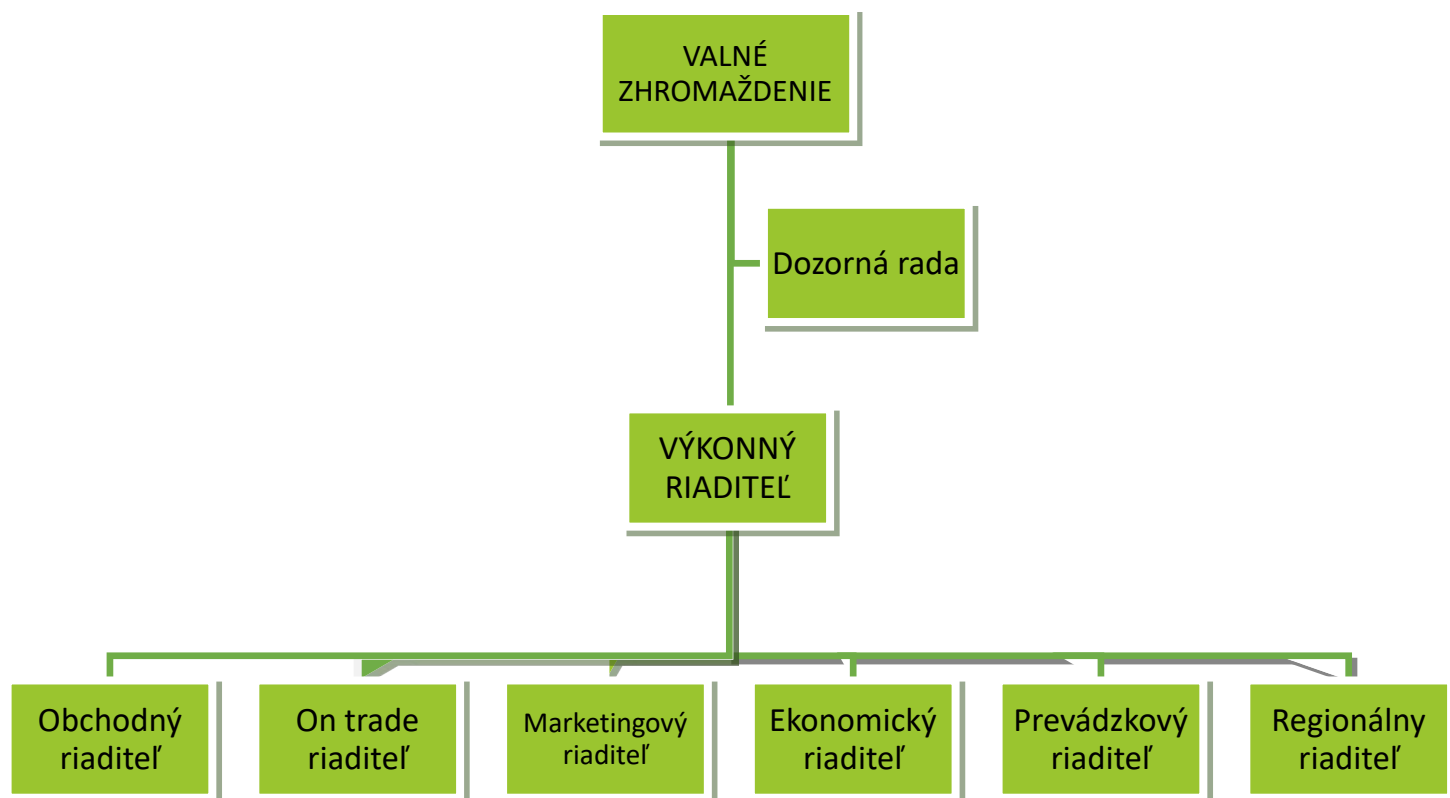 VALNÉ
ZHROMAŽDENIE
Dozorná rada
VÝKONNÝ
RIADITEĽ
Obchodný
riaditeľ
On trade
riaditeľ
Marketingový
riaditeľ
Ekonomický
riaditeľ
Prevádzkový
riaditeľ
Regionálny
riaditeľ